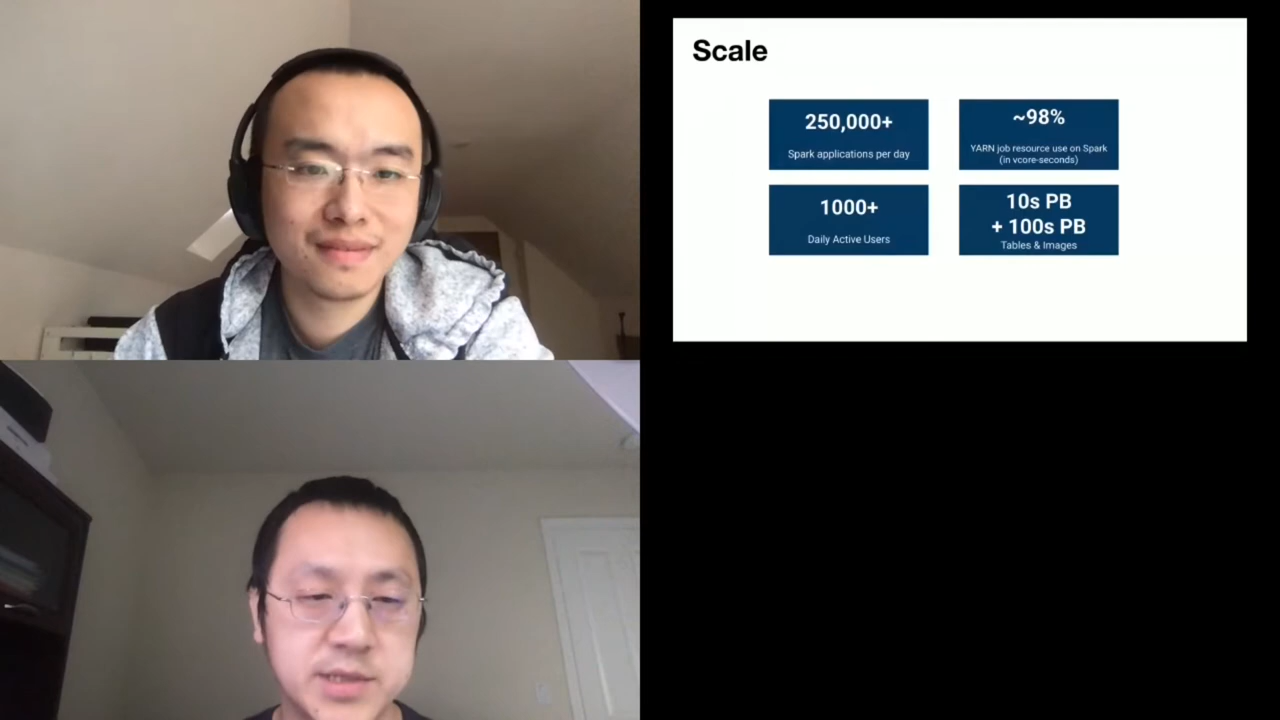 Scale
250,000+
Spark applications per day
~98%
YARN job resource use on Spark
(in vcore-seconds)
1000+
Daily Active Users
10s PB
+ 100s PB
Tables & Images